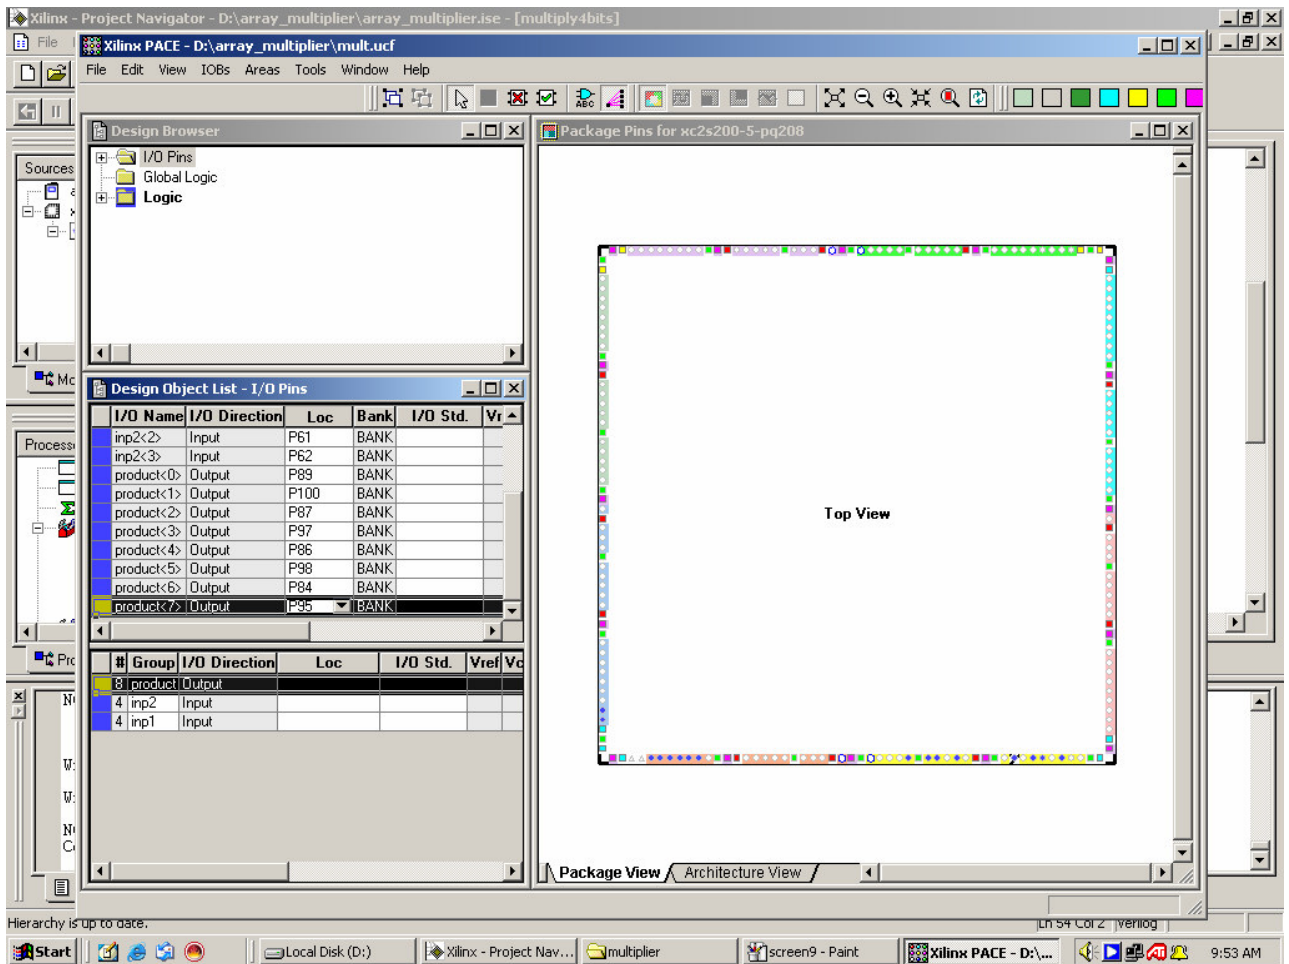 Xilinx - Project Navigator - D:\array_multiplier\array_multiplier.ise - [multiply4bits]
File
Xilinx PACE - D:\array_multiplier\mult.ucf
File Edit View IOBs Areas Tools Window Help
ABC
Design Browser
Package Pins for xc2s200-5-pq208
I/O Pins
Global Logic
Logic
Sources
Design Object List - I/O Pins
I/O Name I/O Direction Loc Bank I/O Std. Vr
inp2<2> Input P61 BANK
inp2<3> Input P62 BANK
product<0> Output P89 BANK
product<1> Output P100 BANK
product<2> Output P87 BANK
product<3> Output P97 BANK
product<4> Output P86 BANK
product<5> Output P98 BANK
product<6> Output P84 BANK
product<7> Output P95 BANK
Top View
Mc
Process
Pro
# Group I/O Direction Loc I/O Std. Vref Vc
8 product Output
4 inp2 Input
4 inp1 Input
Package View Architecture View
Hierarchy is up to date.
Ln 54 Col 2 Verilog
Start Local Disk (D:) Xilinx - Project Nav... multiplier screen9 - Paint Xilinx PACE - D:\... 9:53 AM